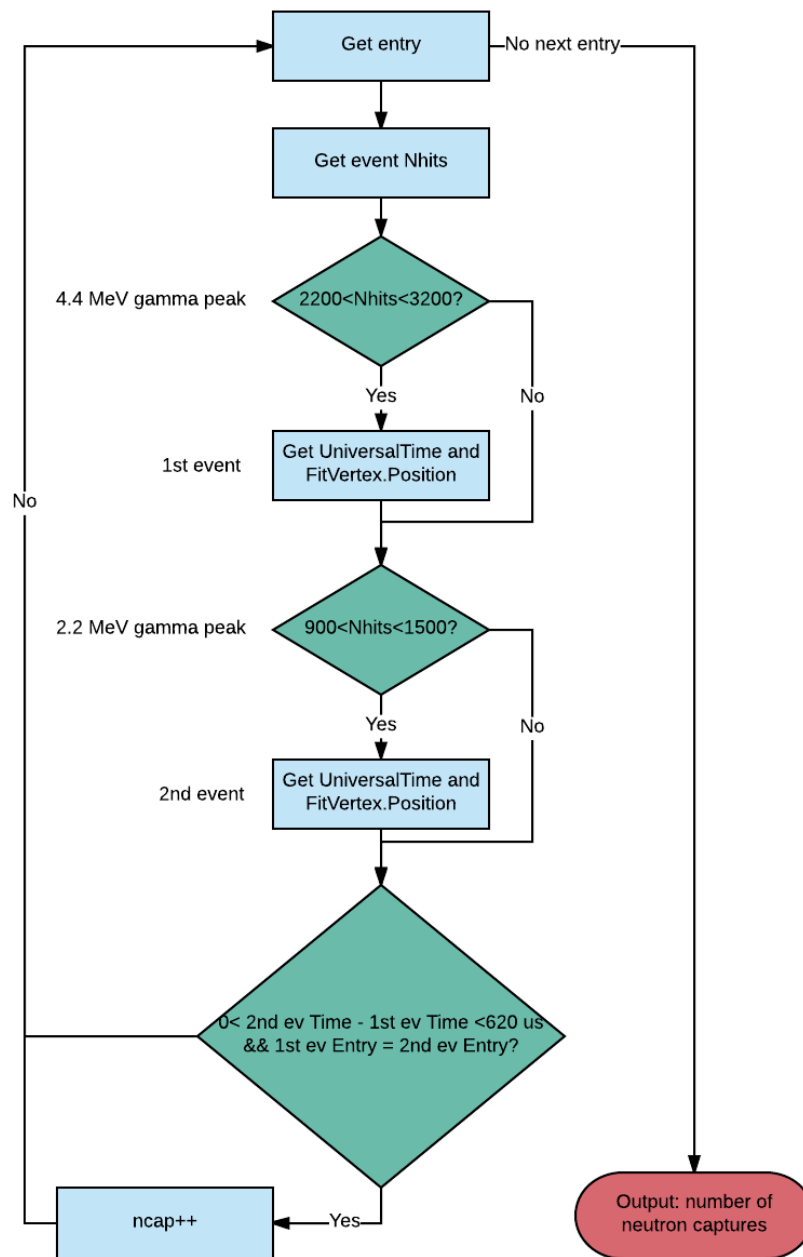 Get entry
No next entry
Get event Nhits
4.4 MeV gamma peak
2200<Nhits<3200?
Yes
No
1st event
Get UniversalTime and
FitVertex.Position
No
2.2 MeV gamma peak
900<Nhits<1500?
Yes
No
2nd event
Get UniversalTime and
FitVertex.Position
0< 2nd ev Time - 1st ev Time <620 us
&& 1st ev Entry = 2nd ev Entry?
ncap++
Yes
Output: number of
neutron captures